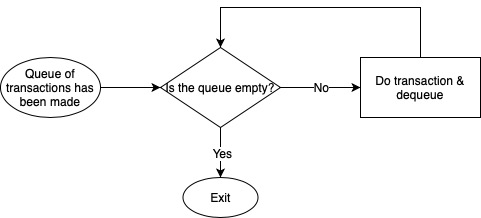 Queue of
transactions has
been made
Is the queue empty?
No
Do transaction &
dequeue
Yes
Exit